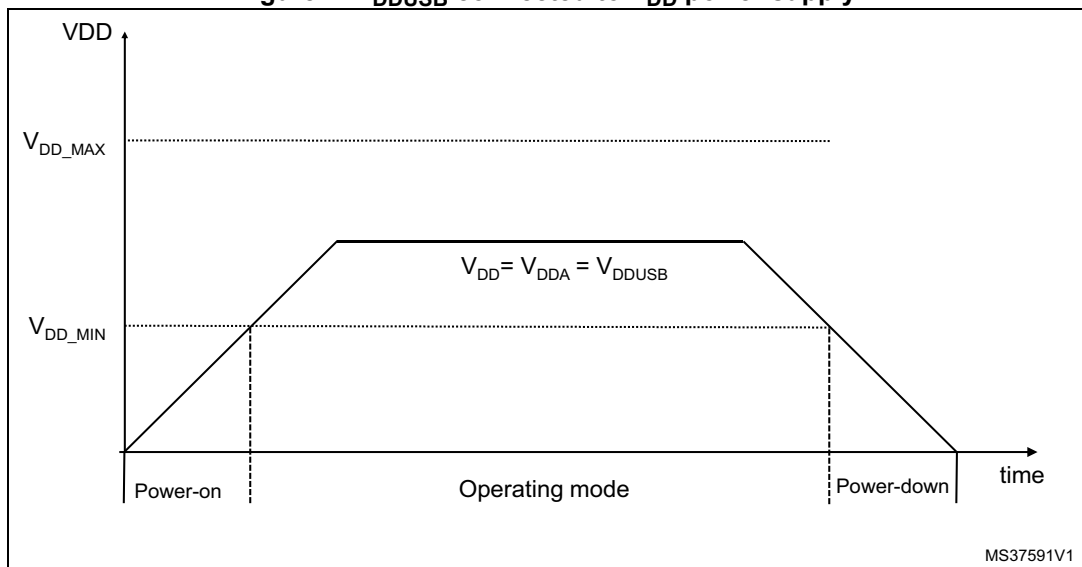 VDD
V_DD_MAX
V_DD= V_DDA = V_DDUSB
V_DD_MIN
time
Power-on
Operating mode
Power-down
MS37591V1